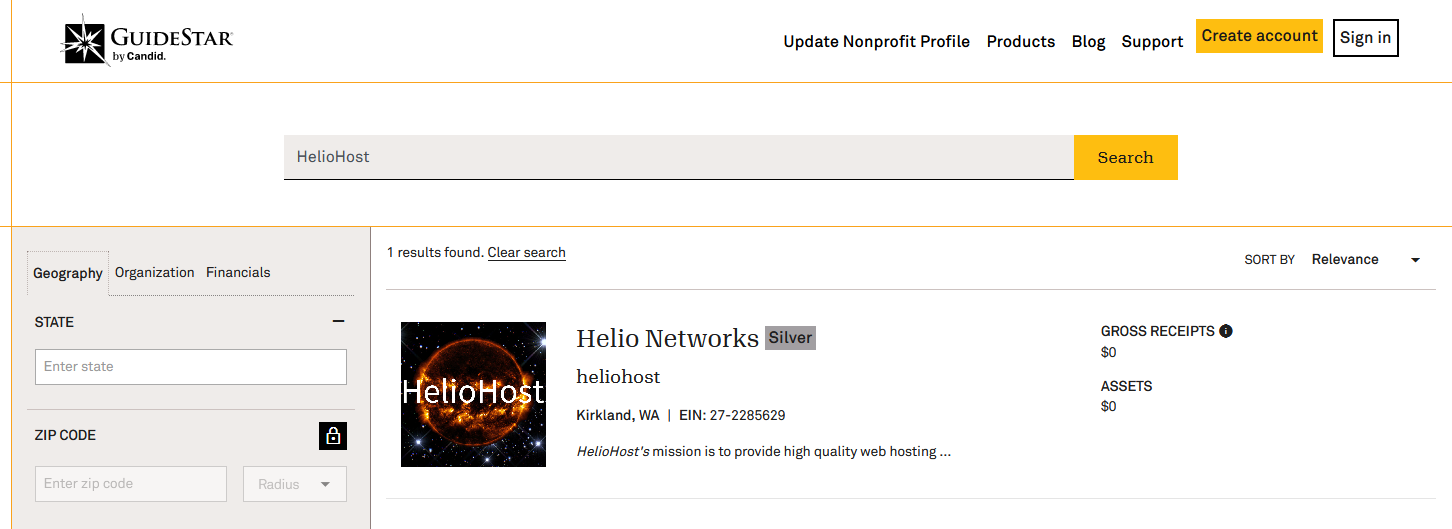 GUIDESTAR
by Candid.
Update Nonprofit Profile Products Blog Support Create account Sign in
HelioHost Search
Geography Organization Financials
STATE
Enter state
ZIP CODE
Enter zip code Radius
1 results found. Clear search
SORT BY Relevance
HelioHost
Helio Networks Silver
heliohost
Kirkland, WA | EIN: 27-2285629
HelioHost's mission is to provide high quality web hosting ...
GROSS RECEIPTS i
$0
ASSETS
$0